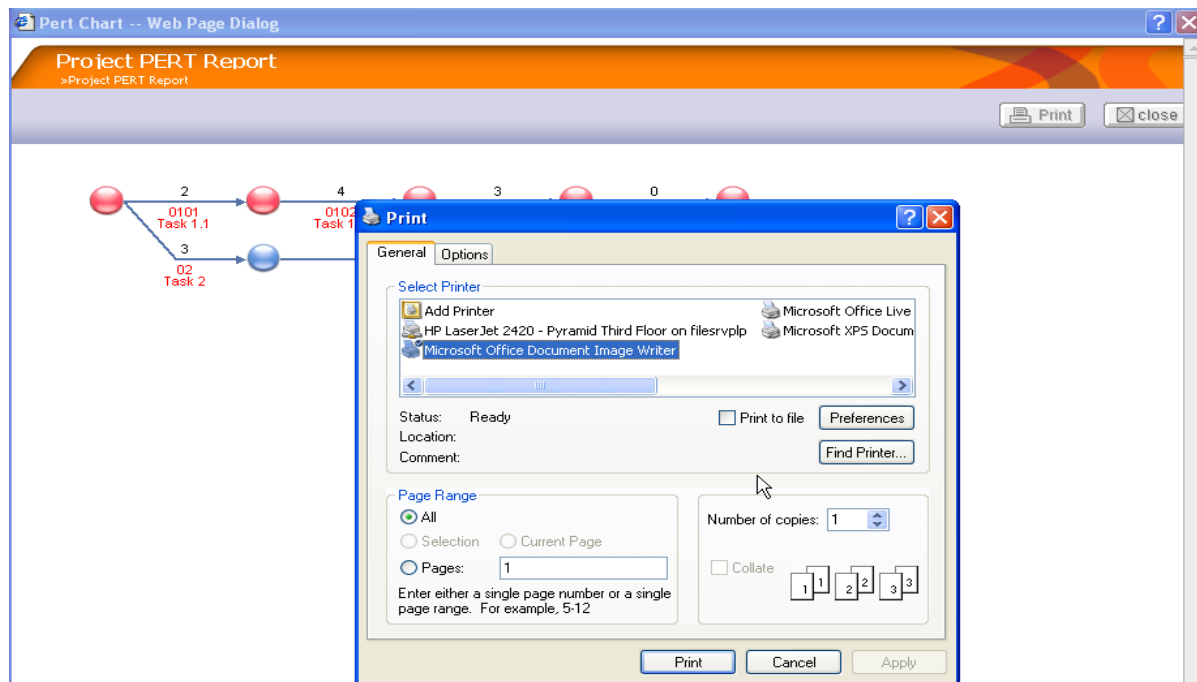 Pert Chart -- Web Page Dialog
Project PERT Report
>Project PERT Report
Print
close
2
4
3
0
0101
Task 1.1
0102
Task 1
3
02
Task 2
Print
General
Options
Select Printer
Add Printer
Microsoft Office Live
HP LaserJet 2420 - Pyramid Third Floor on filesrvplp
Microsoft XPS Docum
Microsoft Office Document Image Writer
Status: Ready
Print to file
Preferences
Location:
Comment:
Find Printer...
Page Range
All
Number of copies: 1
Selection
Current Page
Pages: 1
Collate
1 1 2 2 3 3
Enter either a single page number or a single
page range. For example, 5-12
Print
Cancel
Apply